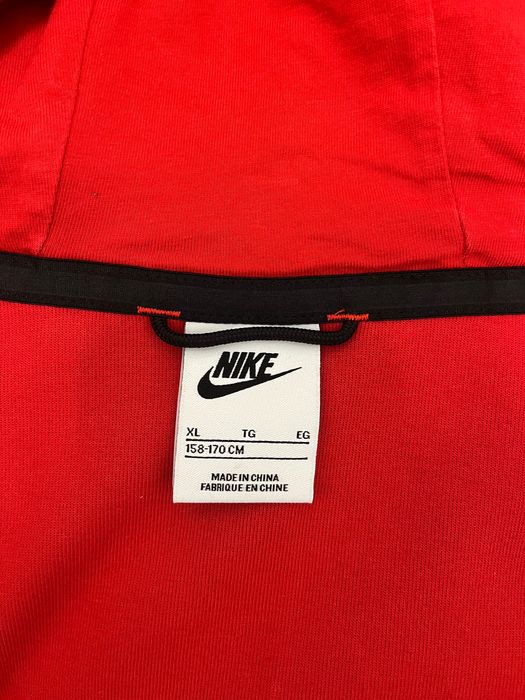 NIKE
XL TG EG
158-170 CM
MADE IN CHINA
FABRIQUE EN CHINE